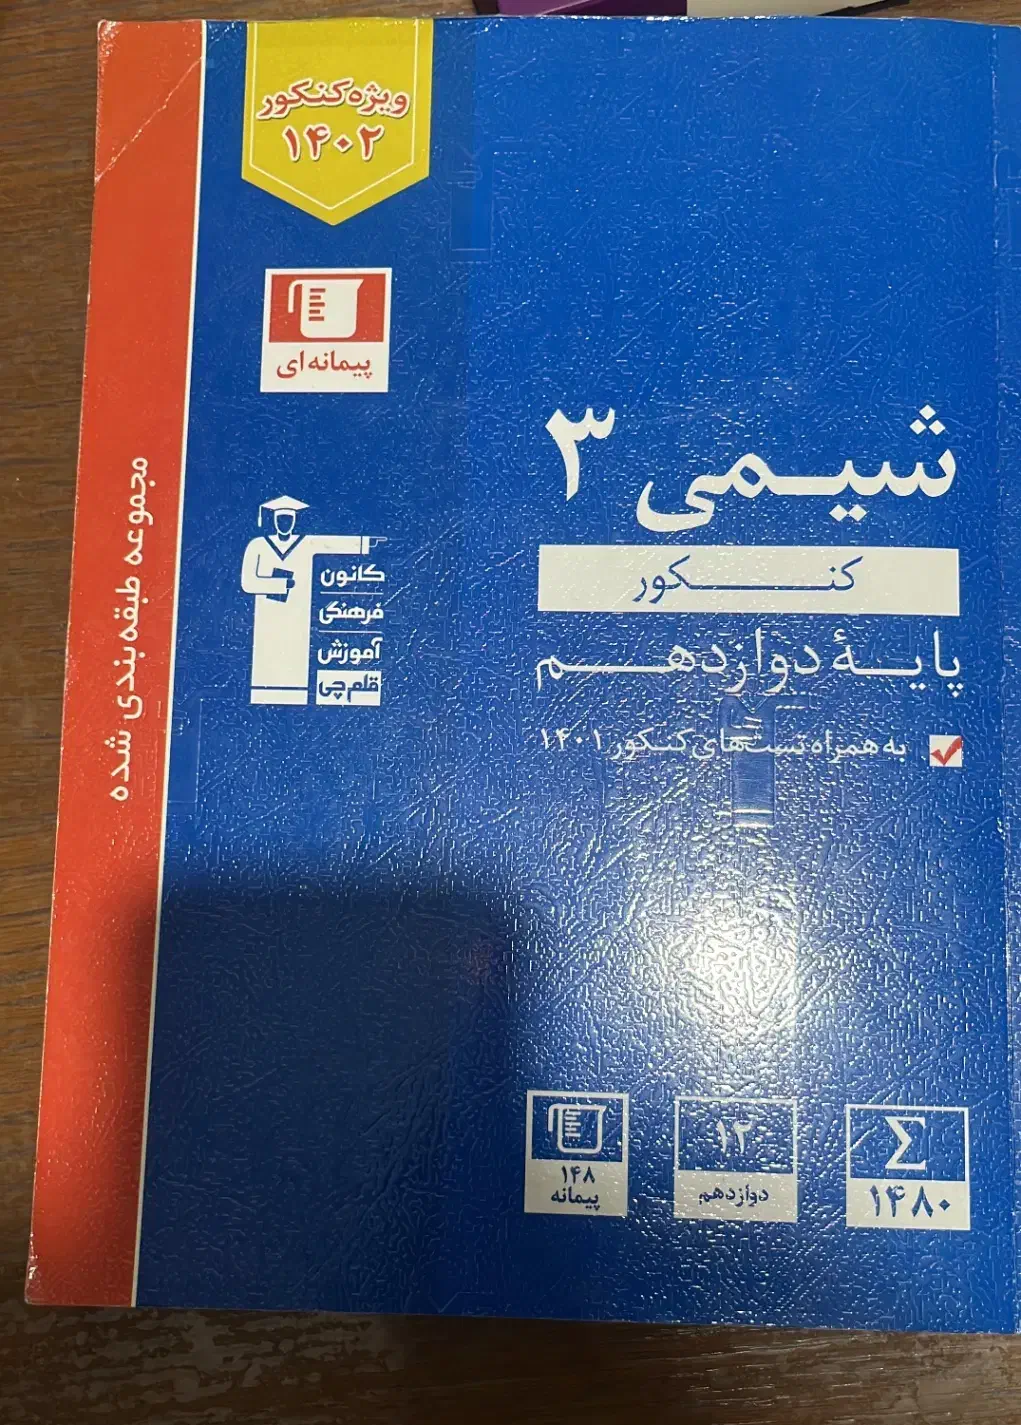 ویژه کنکور
۱۴۰۲
پیمانه‌ای
شیمی ۳
کنکور
پایهٔ دوازدهم
به همراه تست‌های کنکور ۱۴۰۱
کانون
فرهنگی
آموزش
قلم‌چی
مجموعه طبقه‌بندی شده
Σ
۱۴۸۰
۱۲
دوازدهم
۱۴۸
پیمانه